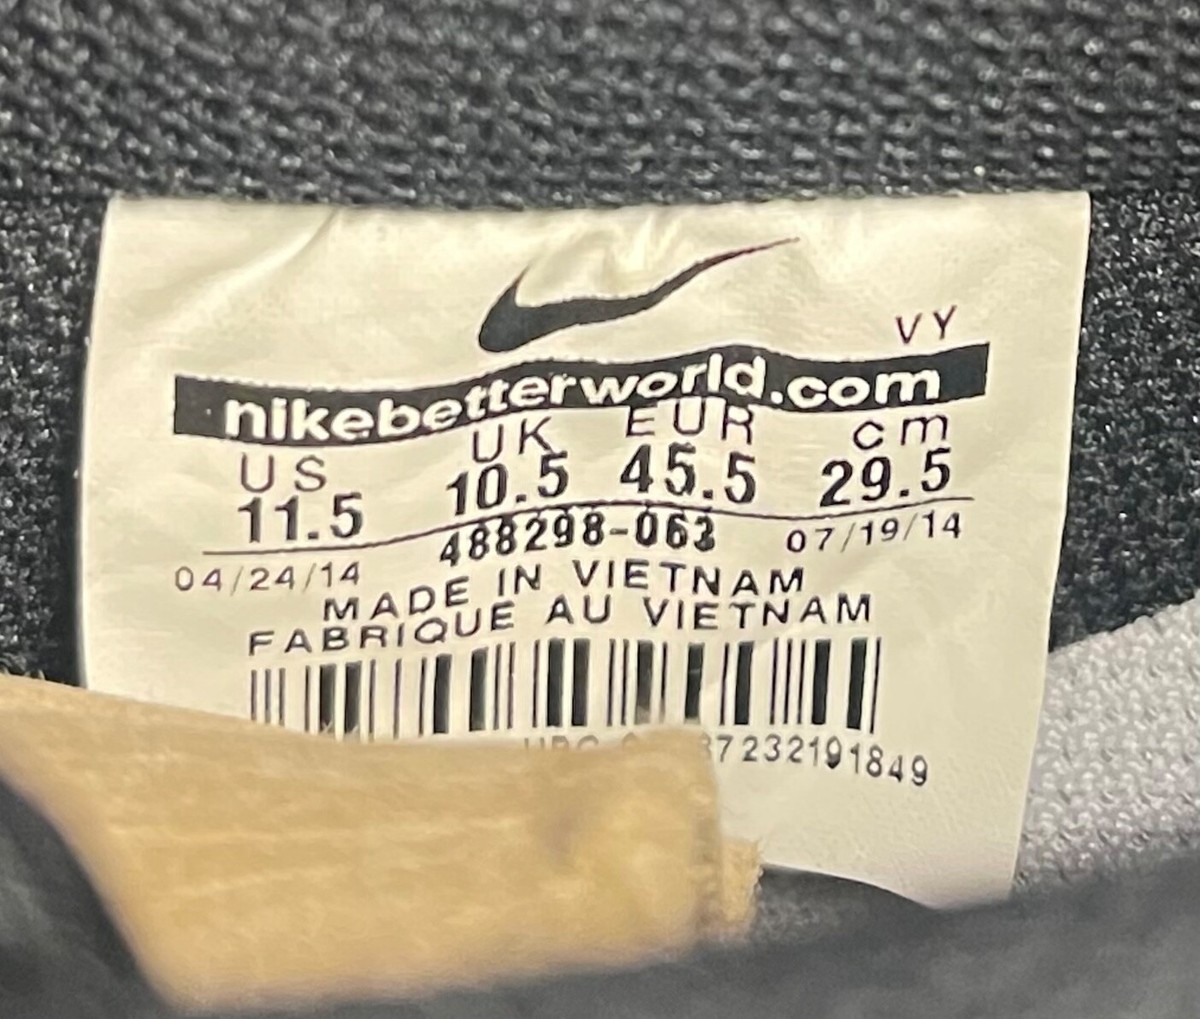 VY
nikebetterworld.com
US UK EUR cm
11.5 10.5 45.5 29.5
04/24/14 488298-063 07/19/14
MADE IN VIETNAM
FABRIQUE AU VIETNAM
7232191849